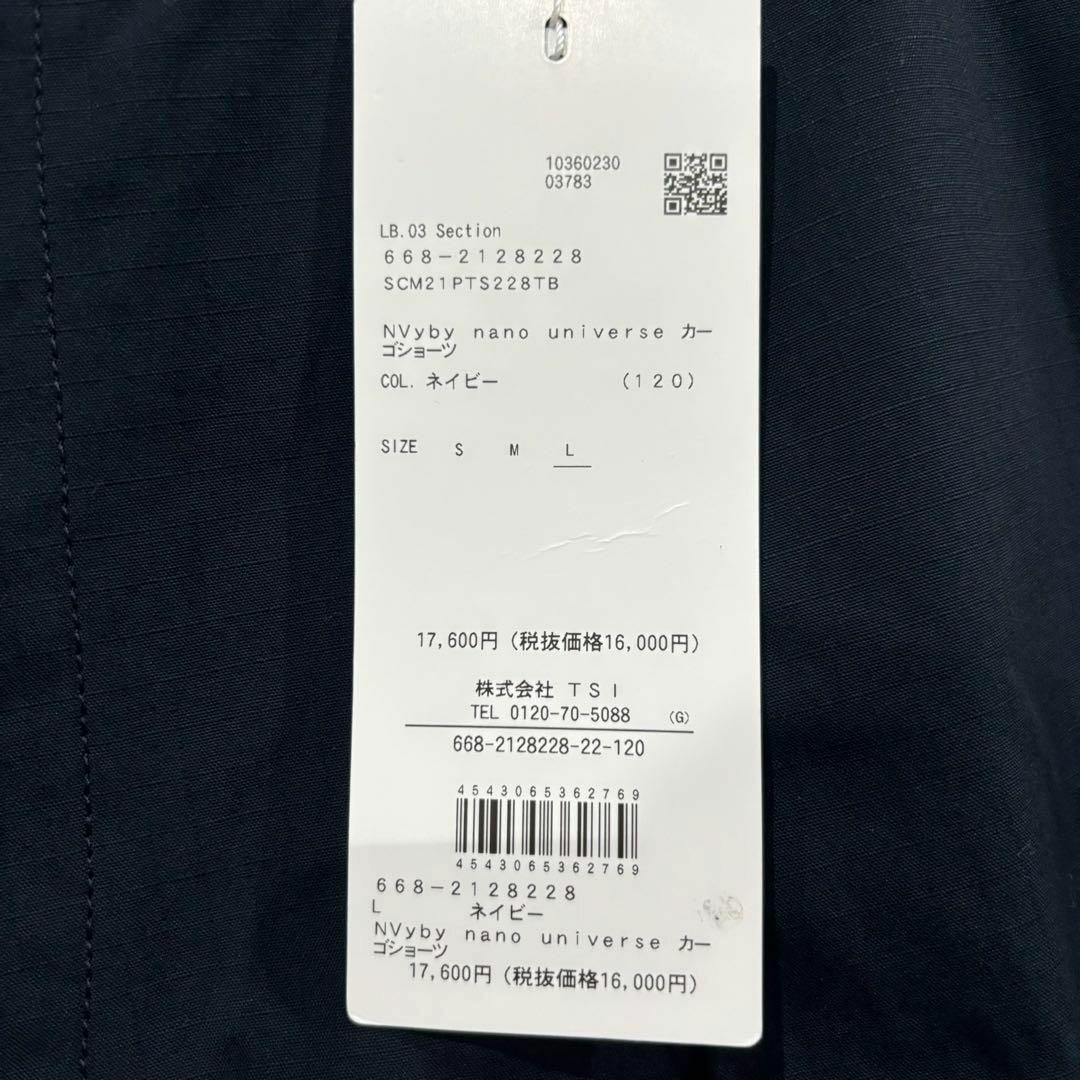 10360230
03783
LB.03 Section
668-2128228
SCM21PTS228TB
NVyby nano universe カー
ゴショーツ
COL. ネイビー (120)
SIZE S M L
17,600円(税抜価格16,000円)
株式会社 TSI
TEL 0120-70-5088 (G)
668-2128228-22-120
4543065362769
4543065362769
668-2128228
L ネイビー
NVyby nano universe カー
ゴショーツ
17,600円(税抜価格16,000円)